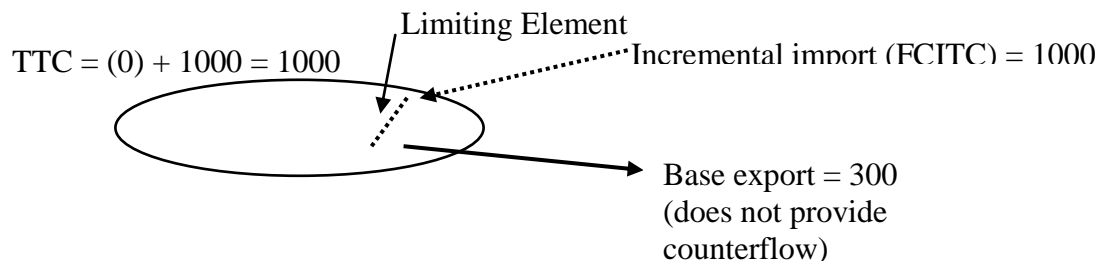 Limiting Element
TTC = (0) + 1000 = 1000
Incremental import (FCITC) = 1000
Base export = 300
(does not provide
counterflow)